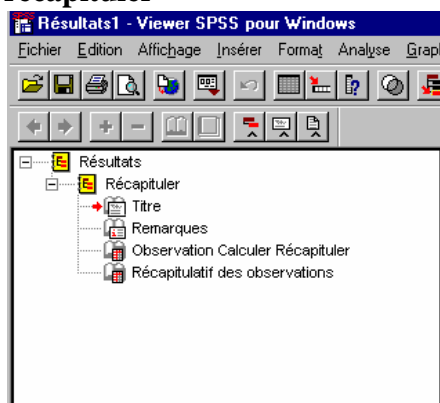 récapituler
Résultats1 - Viewer SPSS pour Windows
Fichier Edition Affichage Insérer Format Analyse Grap
Résultats
Récapituler
Titre
Remarques
Observation Calculer Récapituler
Récapitulatif des observations